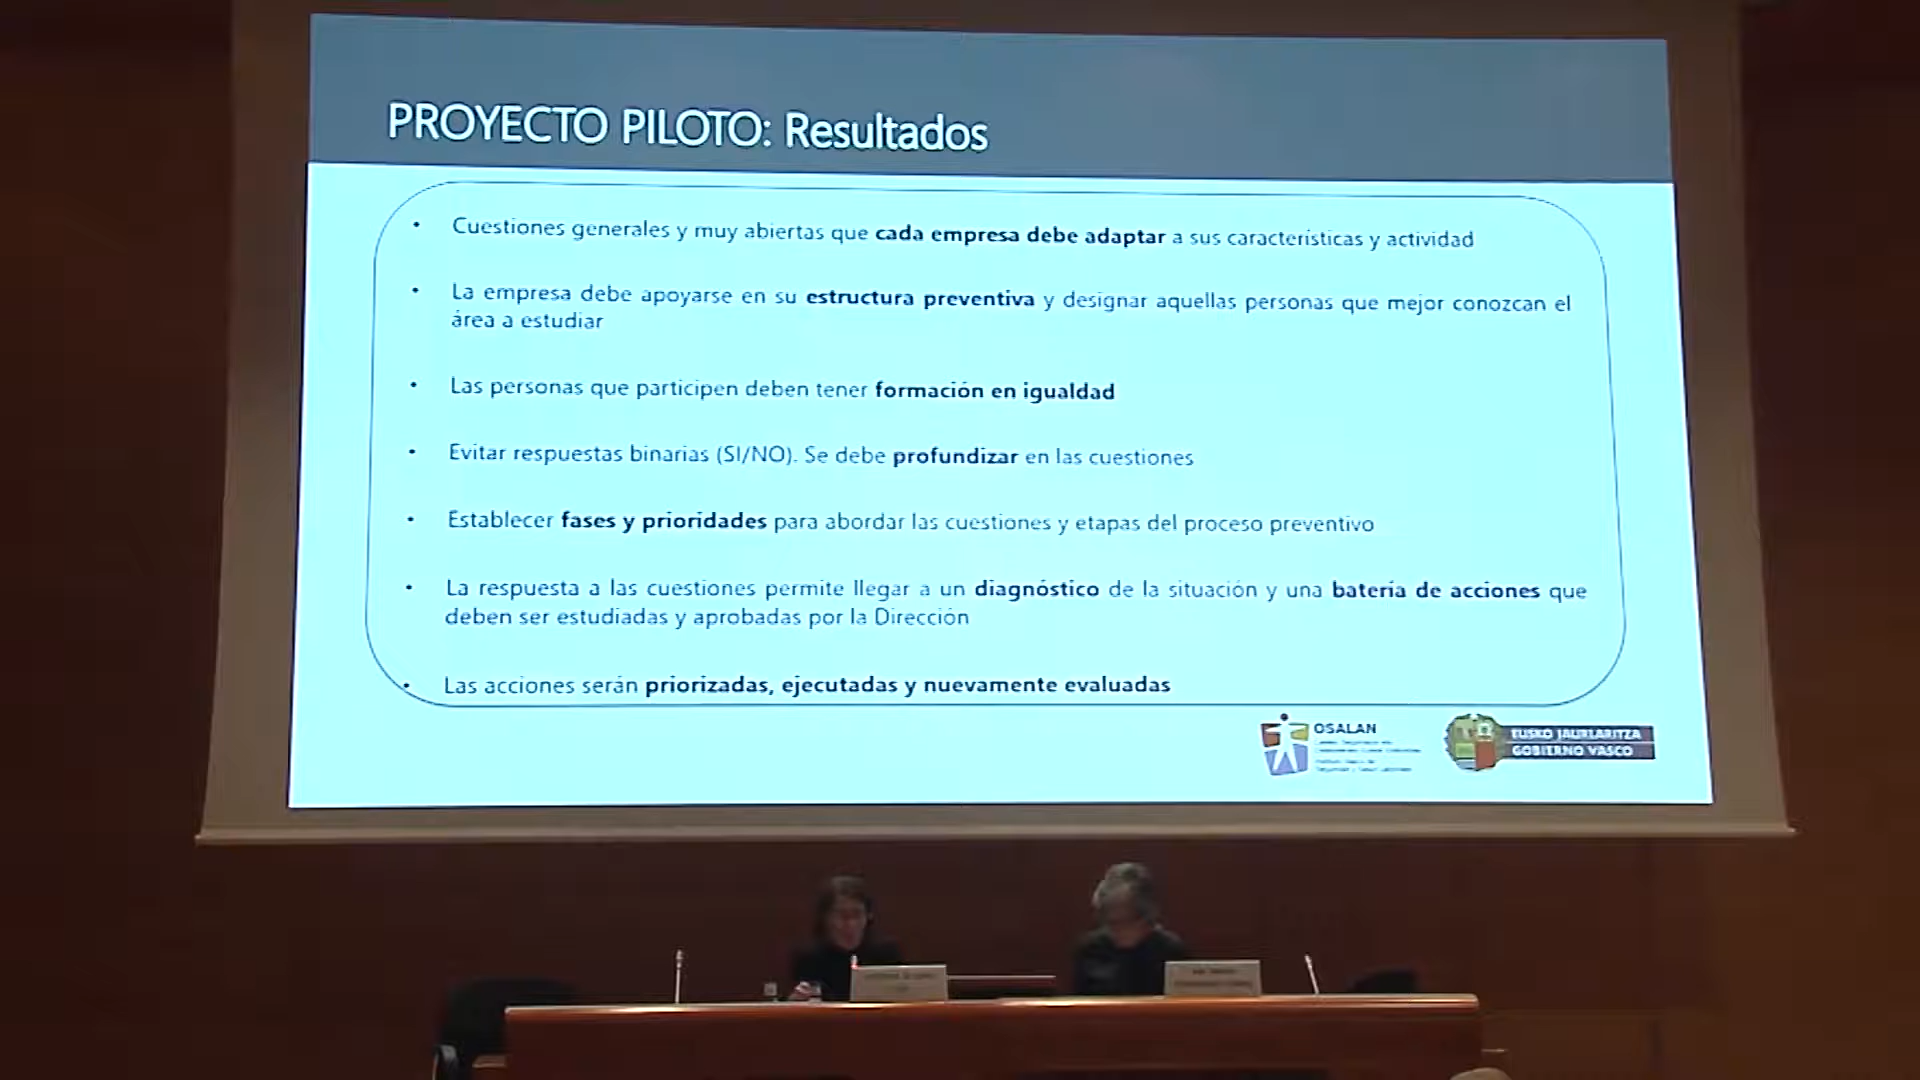 PROYECTO PILOTO: Resultados
• Cuestiones generales y muy abiertas que cada empresa debe adaptar a sus características y actividad
• La empresa debe apoyarse en su estructura preventiva y designar aquellas personas que mejor conozcan el
área a estudiar
• Las personas que participen deben tener formación en igualdad
• Evitar respuestas binarias (SI/NO). Se debe profundizar en las cuestiones
• Establecer fases y prioridades para abordar las cuestiones y etapas del proceso preventivo
• La respuesta a las cuestiones permite llegar a un diagnóstico de la situación y una batería de acciones que
deben ser estudiadas y aprobadas por la Dirección
• Las acciones serán priorizadas, ejecutadas y nuevamente evaluadas
OSALAN
EUSKO JAURLARITZA
GOBIERNO VASCO